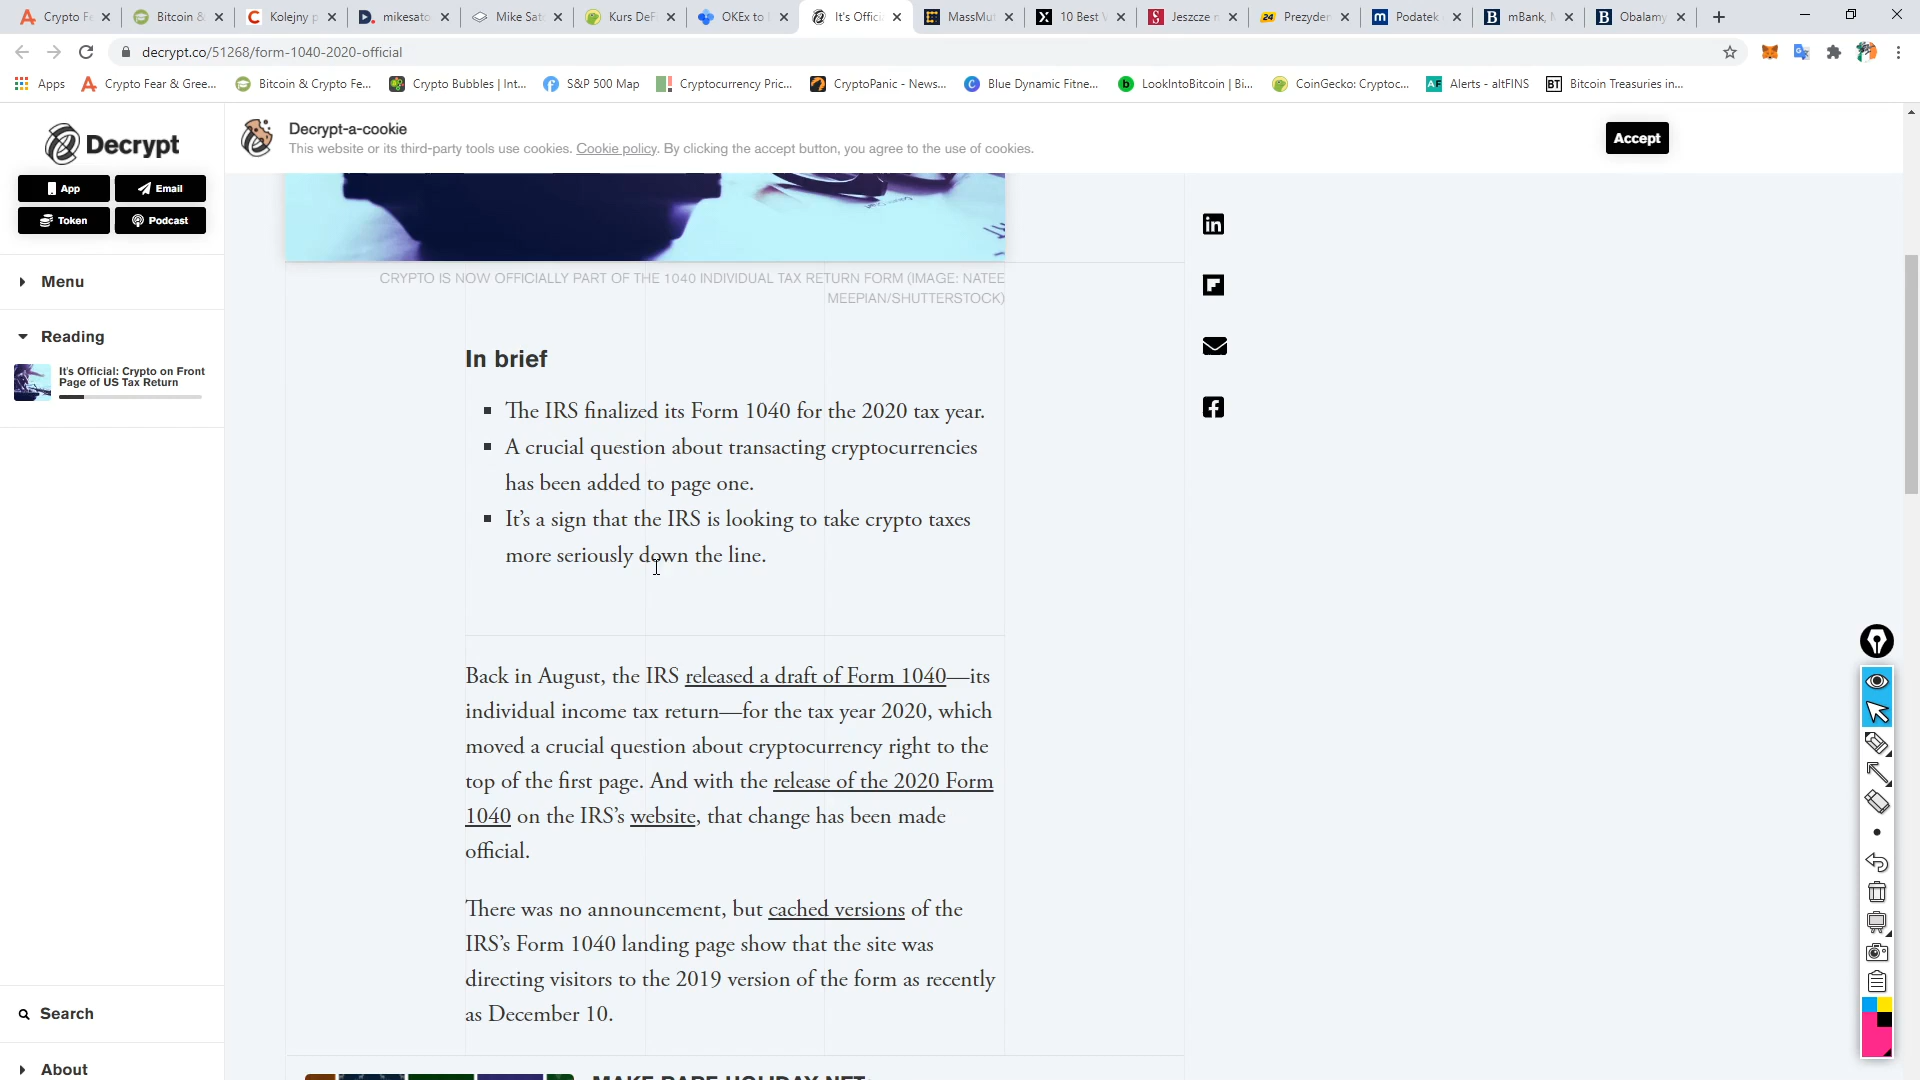 Crypto Fe
Bitcoin &
Kolejny p
mikesato
Mike Sat
Kurs DeF
OKEx to
It's Offici
MassMut
10 Best
Jeszcze
Prezyder
Podatek
mBank,
Obalamy
decrypt.co/51268/form-1040-2020-official
Apps
Crypto Fear & Gree...
Bitcoin & Crypto Fe...
Crypto Bubbles | Int...
S&P 500 Map
Cryptocurrency Pric...
CryptoPanic - News...
Blue Dynamic Fitne...
LookIntoBitcoin | Bi...
CoinGecko: Cryptoc...
Alerts - altFINS
Bitcoin Treasuries in...
Decrypt
App
Email
Token
Podcast
Menu
Reading
It's Official: Crypto on Front
Page of US Tax Return
Search
About
Decrypt-a-cookie
This website or its third-party tools use cookies. Cookie policy. By clicking the accept button, you agree to the use of cookies.
Accept
CRYPTO IS NOW OFFICIALLY PART OF THE 1040 INDIVIDUAL TAX RETURN FORM (IMAGE: NATEE
MEEPIAN/SHUTTERSTOCK)
In brief
The IRS finalized its Form 1040 for the 2020 tax year.
A crucial question about transacting cryptocurrencies
has been added to page one.
It's a sign that the IRS is looking to take crypto taxes
more seriously down the line.
Back in August, the IRS released a draft of Form 1040—its
individual income tax return—for the tax year 2020, which
moved a crucial question about cryptocurrency right to the
top of the first page. And with the release of the 2020 Form
1040 on the IRS's website, that change has been made
official.
There was no announcement, but cached versions of the
IRS's Form 1040 landing page show that the site was
directing visitors to the 2019 version of the form as recently
as December 10.